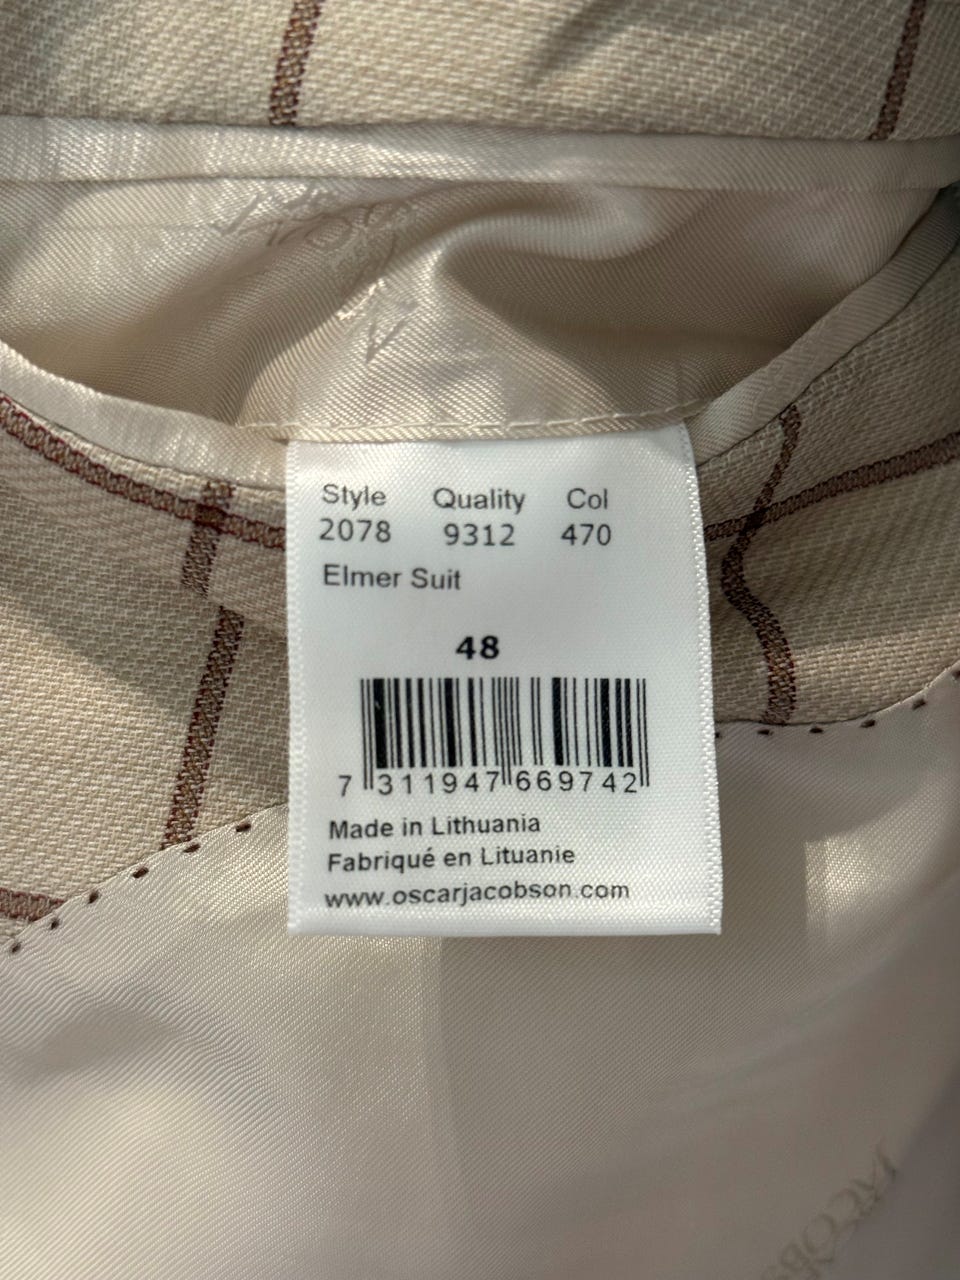 Style Quality Col
2078 9312 470
Elmer Suit
48
7 311947 669742
Made in Lithuania
Fabriqué en Lituanie
www.oscarjacobson.com